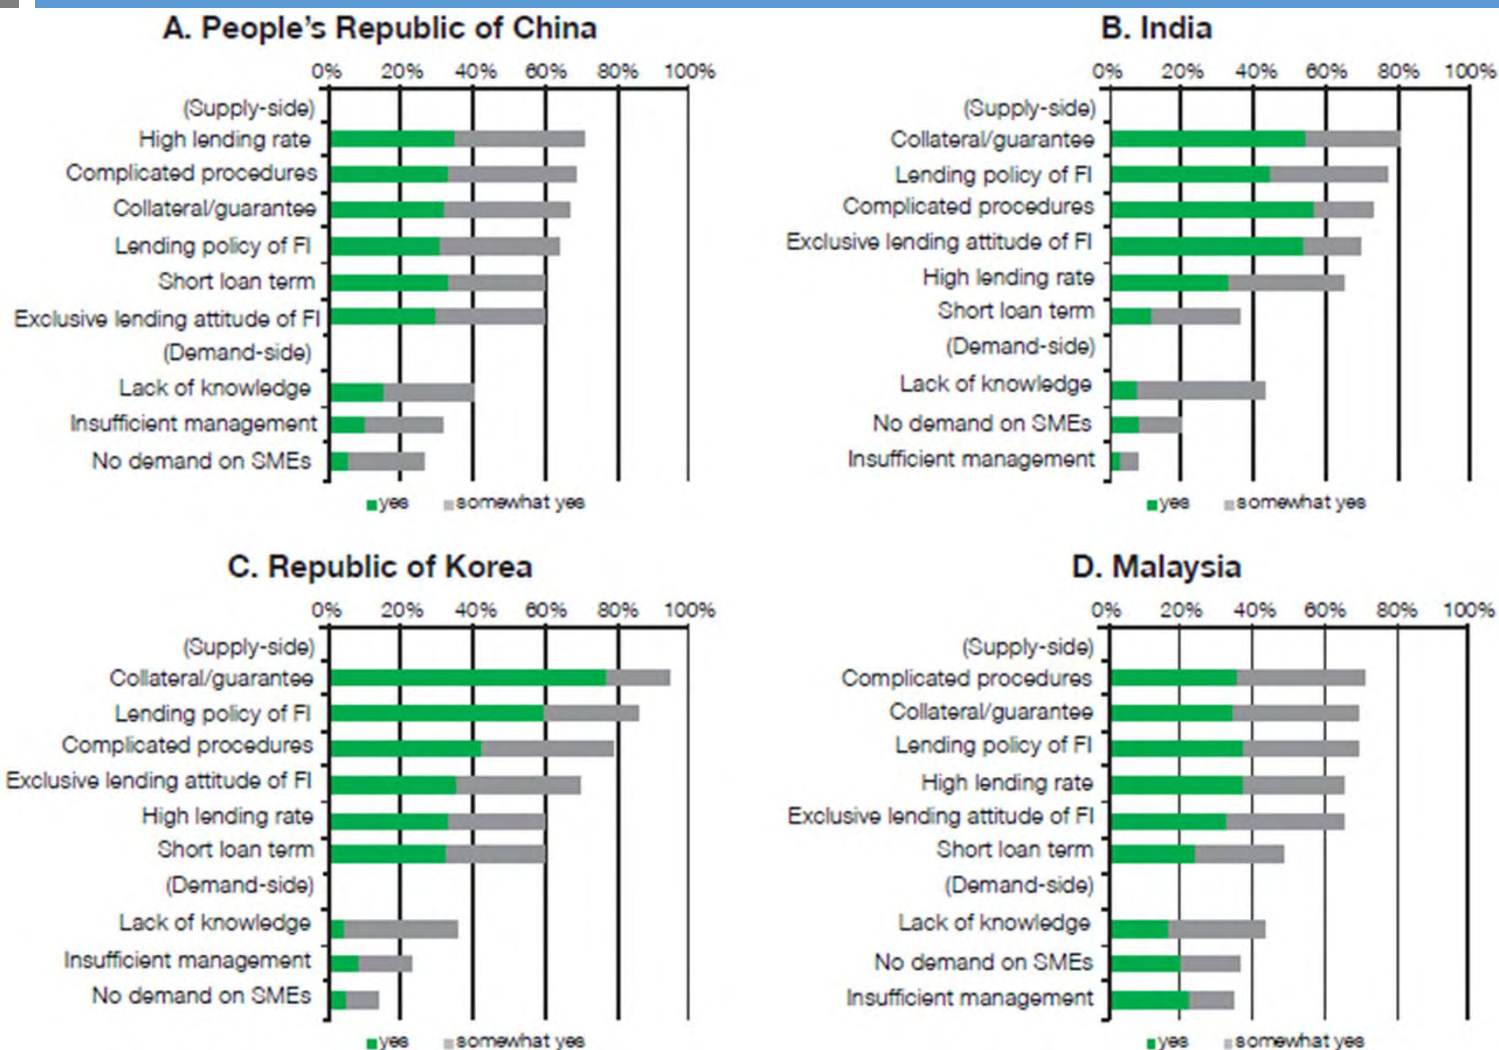 A. People's Republic of China
0% 20% 40% 60% 80% 100%
(Supply-side)
High lending rate
Complicated procedures
Collateral/guarantee
Lending policy of FI
Short loan term
Exclusive lending attitude of FI
(Demand-side)
Lack of knowledge
Insufficient management
No demand on SMEs
yes somewhat yes
B. India
0% 20% 40% 60% 80% 100%
(Supply-side)
Collateral/guarantee
Lending policy of FI
Complicated procedures
Exclusive lending attitude of FI
High lending rate
Short loan term
(Demand-side)
Lack of knowledge
No demand on SMEs
Insufficient management
yes somewhat yes
C. Republic of Korea
0% 20% 40% 60% 80% 100%
(Supply-side)
Collateral/guarantee
Lending policy of FI
Complicated procedures
Exclusive lending attitude of FI
High lending rate
Short loan term
(Demand-side)
Lack of knowledge
Insufficient management
No demand on SMEs
yes somewhat yes
D. Malaysia
0% 20% 40% 60% 80% 100%
(Supply-side)
Complicated procedures
Collateral/guarantee
Lending policy of FI
High lending rate
Exclusive lending attitude of FI
Short loan term
(Demand-side)
Lack of knowledge
No demand on SMEs
Insufficient management
yes somewhat yes